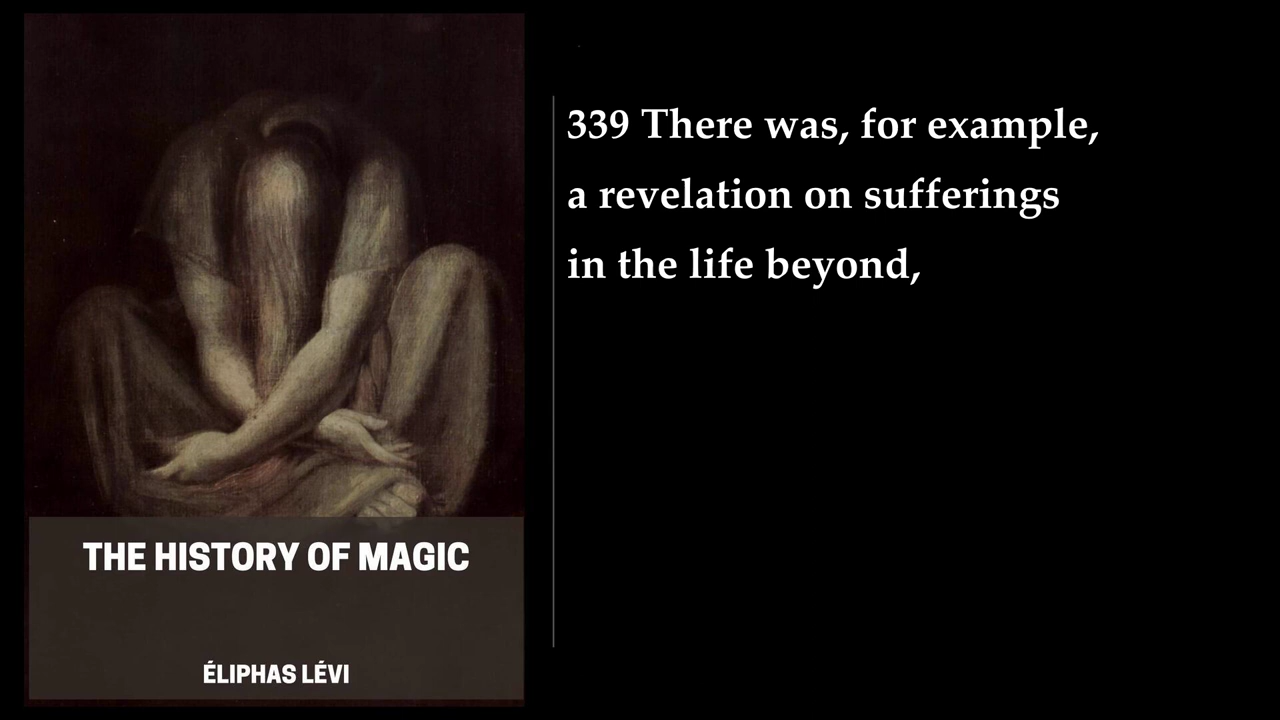 THE HISTORY OF MAGIC
ÉLIPHAS LÉVI
339 There was, for example,
a revelation on sufferings
in the life beyond,